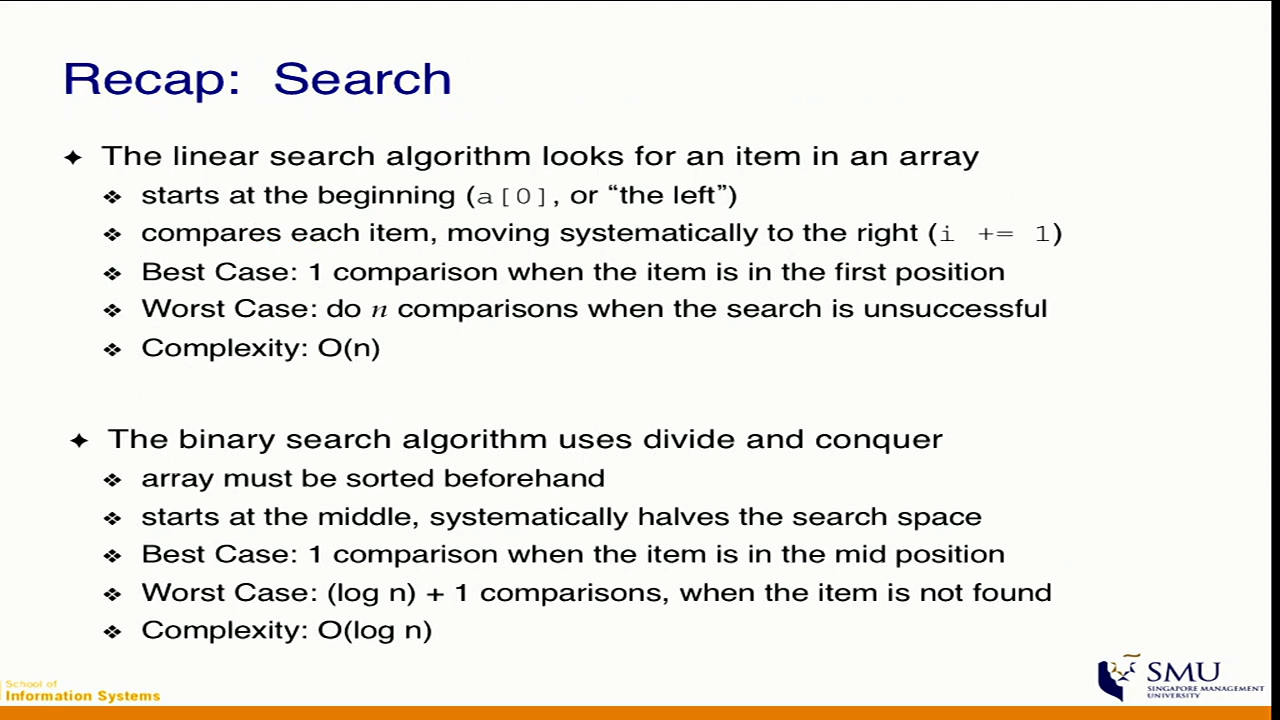 Recap: Search
✦ The linear search algorithm looks for an item in an array
❖ starts at the beginning (a[0], or “the left”)
❖ compares each item, moving systematically to the right (i += 1)
❖ Best Case: 1 comparison when the item is in the first position
❖ Worst Case: do n comparisons when the search is unsuccessful
❖ Complexity: O(n)
✦ The binary search algorithm uses divide and conquer
❖ array must be sorted beforehand
❖ starts at the middle, systematically halves the search space
❖ Best Case: 1 comparison when the item is in the mid position
❖ Worst Case: (log n) + 1 comparisons, when the item is not found
❖ Complexity: O(log n)
School of
Information Systems
SMU
SINGAPORE MANAGEMENT
UNIVERSITY